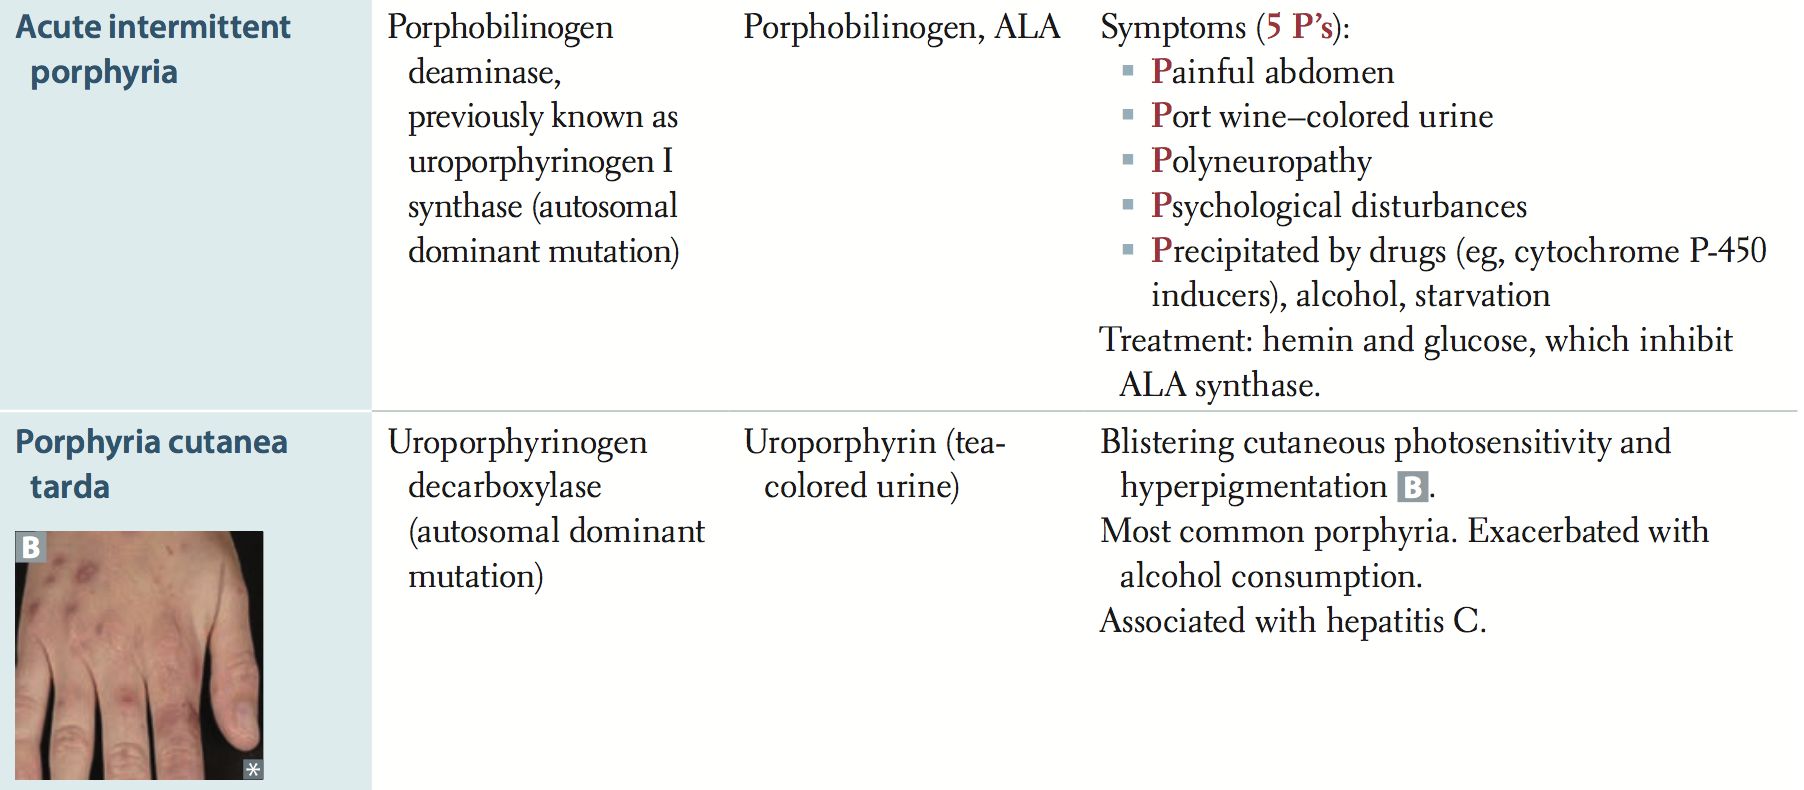 Acute intermittent
porphyria
Porphobilinogen
deaminase,
previously known as
uroporphyrinogen I
synthase (autosomal
dominant mutation)
Porphobilinogen, ALA
Symptoms (5 P's):
Painful abdomen
Port wine–colored urine
Polyneuropathy
Psychological disturbances
Precipitated by drugs (eg, cytochrome P-450
inducers), alcohol, starvation
Treatment: hemin and glucose, which inhibit
ALA synthase.
Porphyria cutanea
tarda
B
*
Uroporphyrinogen
decarboxylase
(autosomal dominant
mutation)
Uroporphyrin (tea-
colored urine)
Blistering cutaneous photosensitivity and
hyperpigmentation B.
Most common porphyria. Exacerbated with
alcohol consumption.
Associated with hepatitis C.